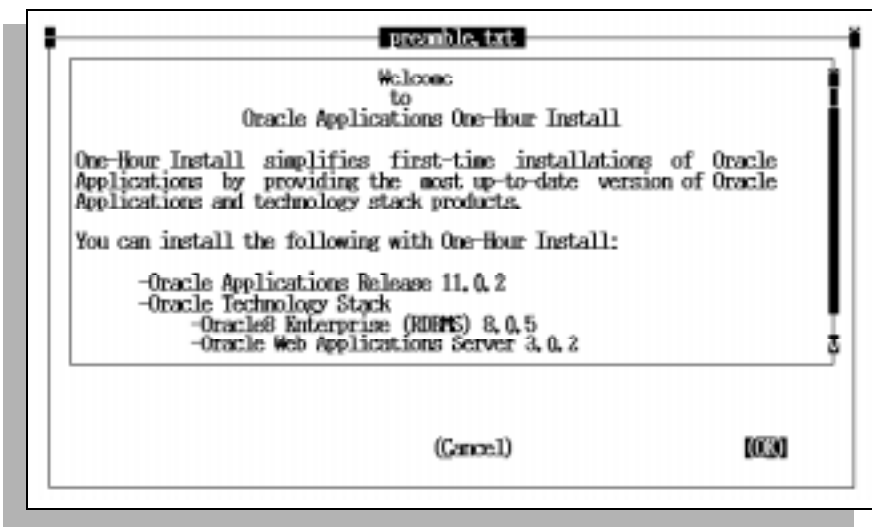 preamble.txt
Welcome
to
Oracle Applications One-Hour Install
One-Hour Install simplifies first-time installations of Oracle
Applications by providing the most up-to-date version of Oracle
Applications and technology stack products.
You can install the following with One-Hour Install:
-Oracle Applications Release 11.0.2
-Oracle Technology Stack
-Oracle8 Enterprise (RDBMS) 8.0.5
-Oracle Web Applications Server 3.0.2
(Cancel) (OK)